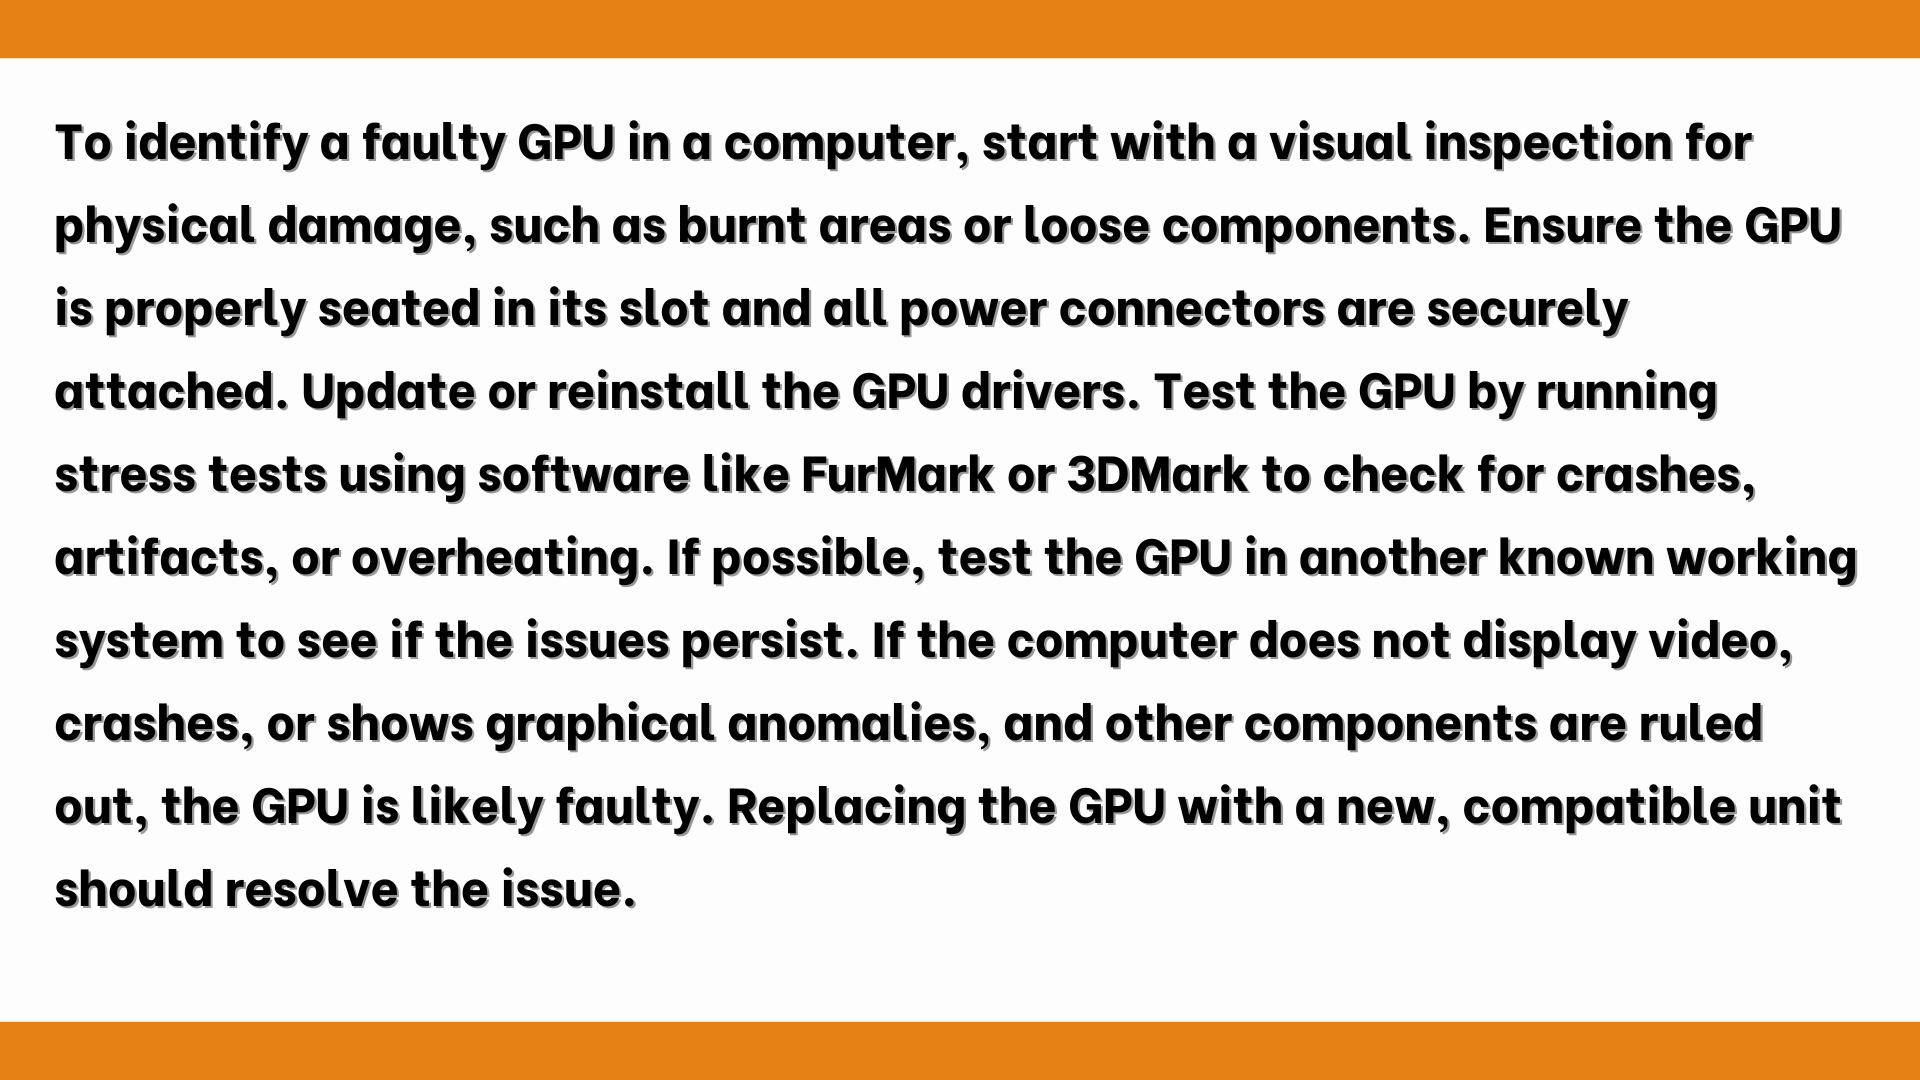 To identify a faulty GPU in a computer, start with a visual inspection for
physical damage, such as burnt areas or loose components. Ensure the GPU
is properly seated in its slot and all power connectors are securely
attached. Update or reinstall the GPU drivers. Test the GPU by running
stress tests using software like FurMark or 3DMark to check for crashes,
artifacts, or overheating. If possible, test the GPU in another known working
system to see if the issues persist. If the computer does not display video,
crashes, or shows graphical anomalies, and other components are ruled
out, the GPU is likely faulty. Replacing the GPU with a new, compatible unit
should resolve the issue.